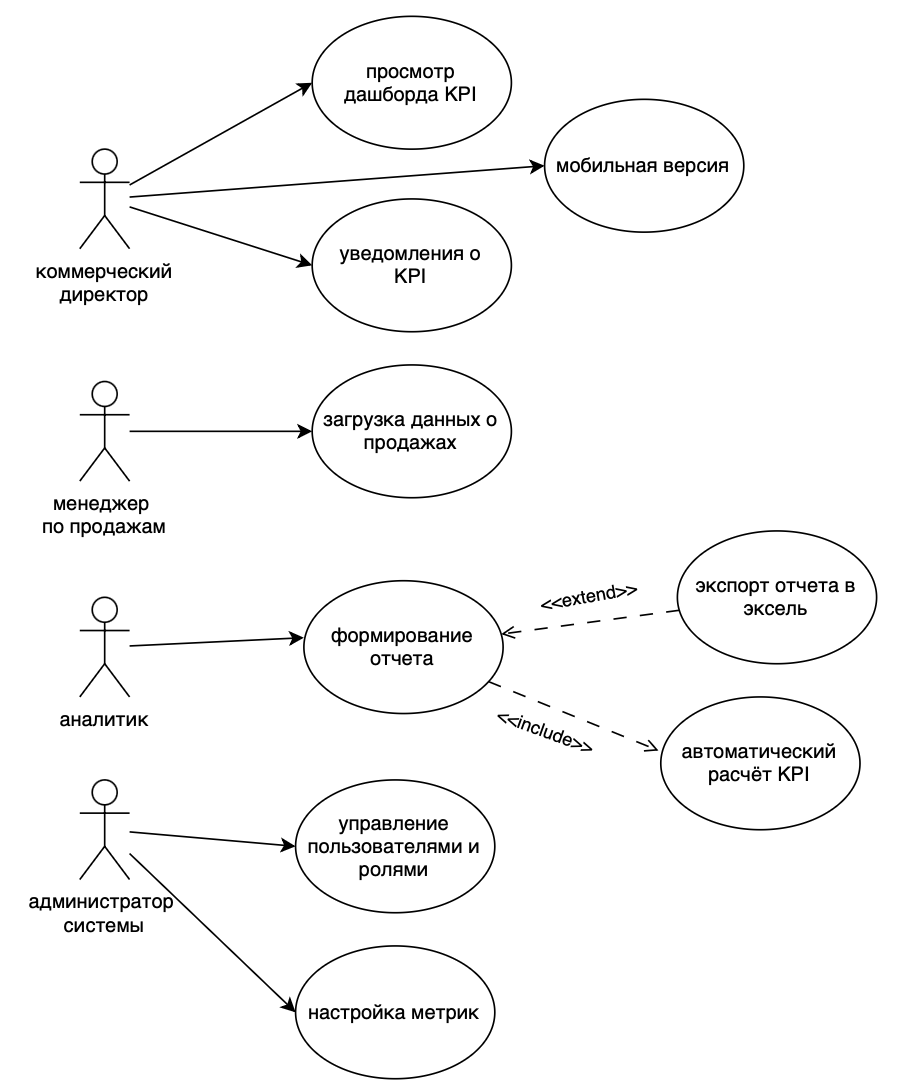 просмотр
дашборда KPI
мобильная версия
коммерческий
директор
уведомления о
KPI
менеджер
по продажам
загрузка данных о
продажах
аналитик
формирование
отчета
<<extend>>
экспорт отчета в
эксель
<<include>>
автоматический
расчёт KPI
администратор
системы
управление
пользователями и
ролями
настройка метрик